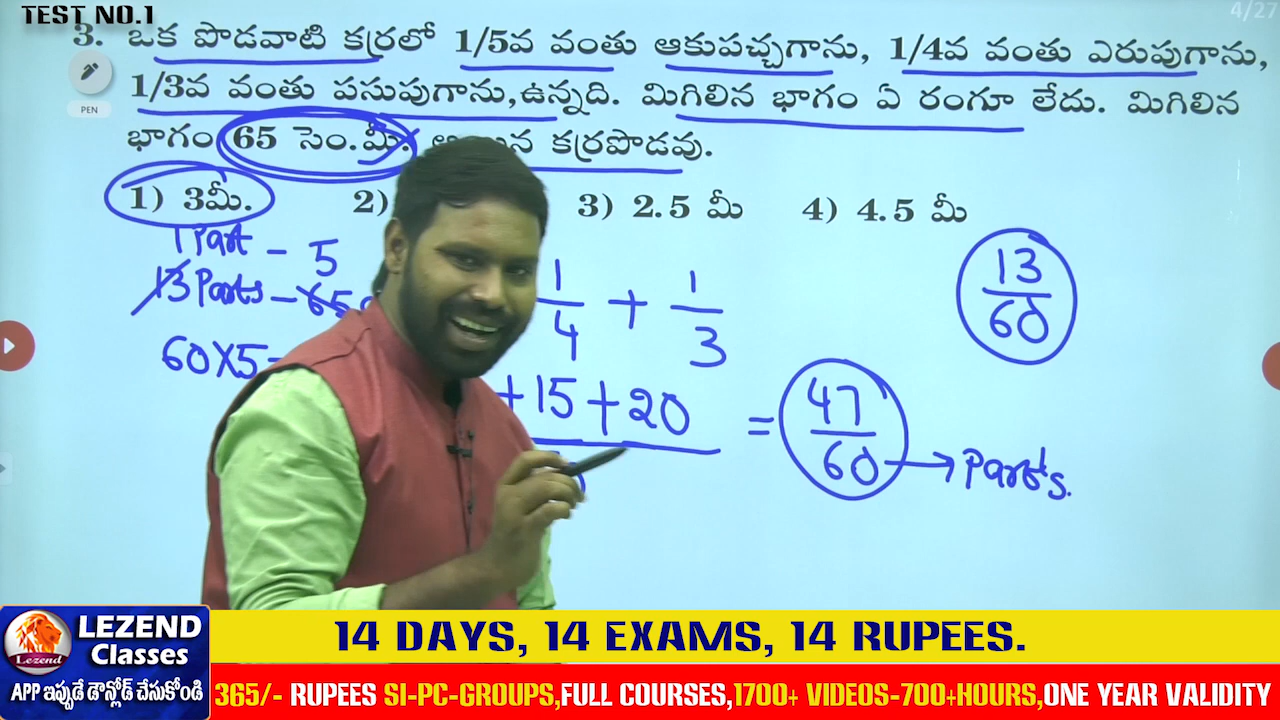 TEST NO.1
4/27
3. ఒక పొడవాటి కర్రలో 1/5వ వంతు ఆకుపచ్చగాను, 1/4వ వంతు ఎరుపుగాను,
1/3వ వంతు పసుపుగాను,ఉన్నది. మిగిలిన భాగం ఏ రంగూ లేదు. మిగిలిన
భాగం 65 సెం.మీ. కర్రపొడవు.
PEN
1) 3మీ. 2) 3) 2.5 మీ 4) 4.5 మీ
1 Part - 5
13 Parts - 65
60X5=
1/4 + 1/3
13/60
+ 15 + 20 = 47/60 → Parts.
LEZEND
Classes
Lezend
APP ఇప్పుడే డౌన్లోడ్ చేసుకోండి
14 DAYS, 14 EXAMS, 14 RUPEES.
365/- RUPEES SI-PC-GROUPS,FULL COURSES,1700+ VIDEOS-700+HOURS,ONE YEAR VALIDITY